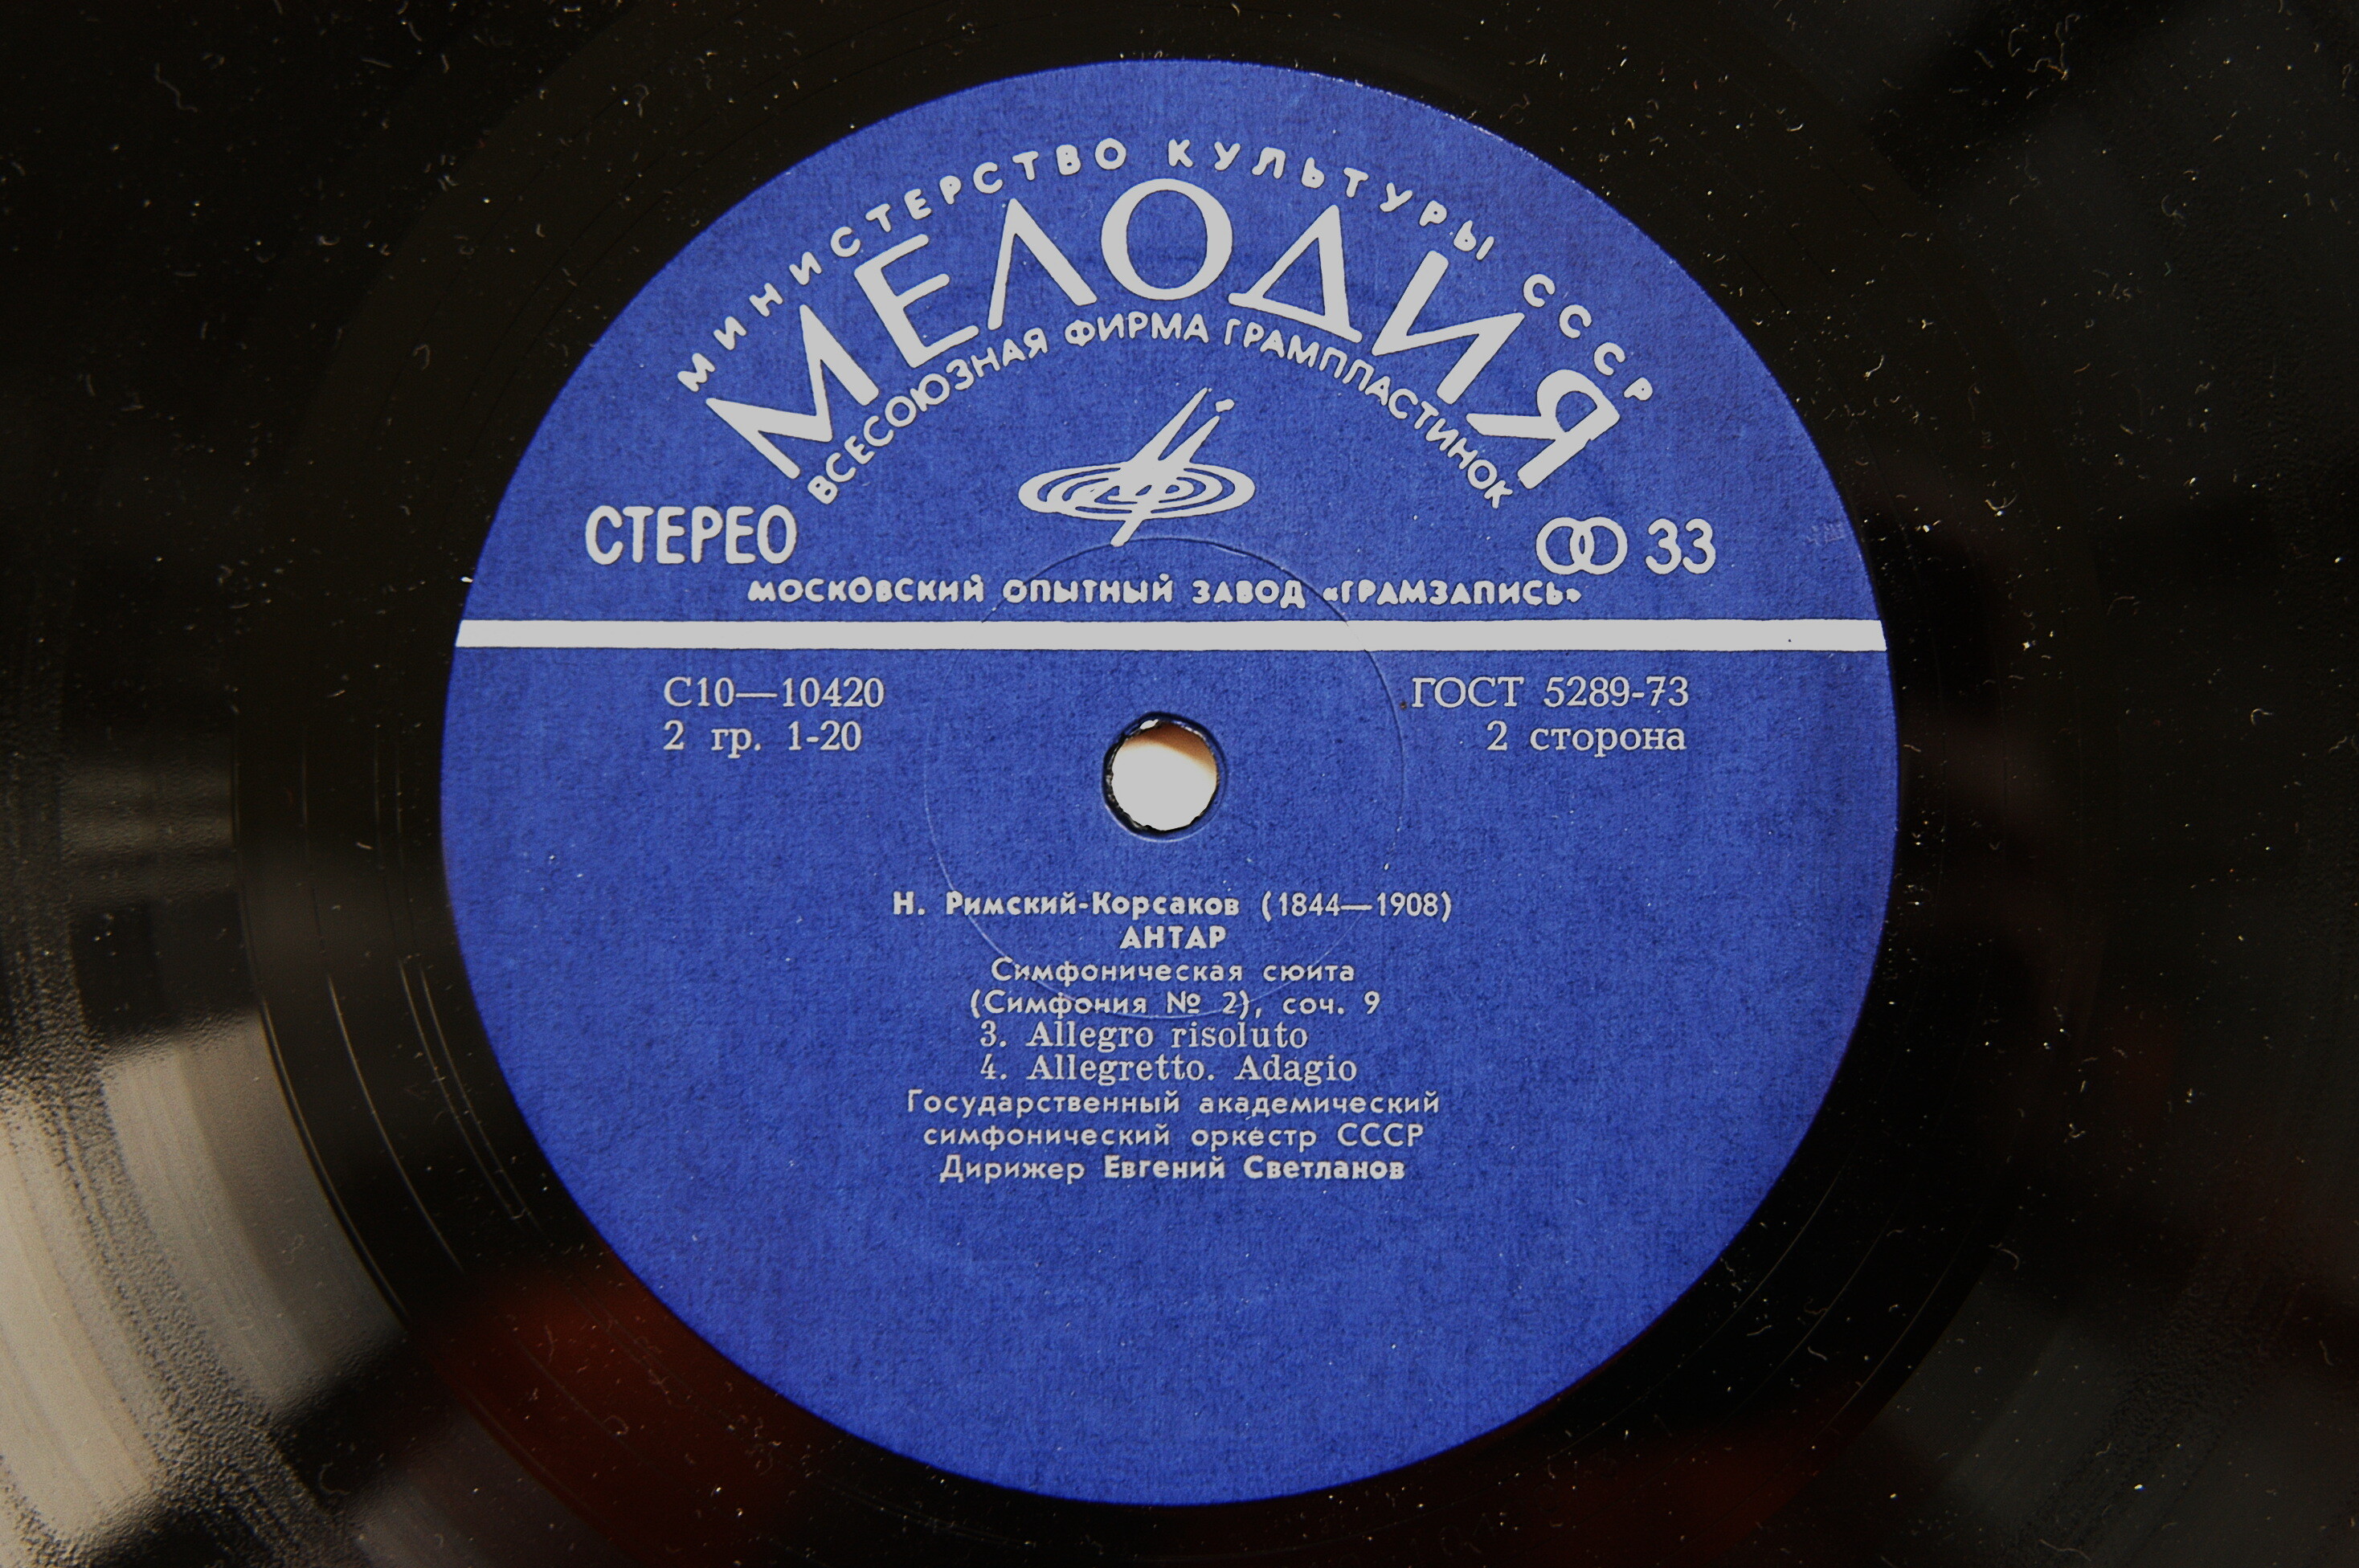 МИНИСТЕРСТВО КУЛЬТУРЫ СССР
МЕЛОДИЯ
ВСЕСОЮЗНАЯ ФИРМА ГРАМПЛАСТИНОК
СТЕРЕО
33
МОСКОВСКИЙ ОПЫТНЫЙ ЗАВОД «ГРАМЗАПИСЬ»
С10—10420
ГОСТ 5289-73
2 гр. 1-20
2 сторона
Н. Римский-Корсаков (1844—1908)
АНТАР
Симфоническая сюита
(Симфония № 2), соч. 9
3. Allegro risoluto
4. Allegretto. Adagio
Государственный академический
симфонический оркестр СССР
Дирижер Евгений Светланов